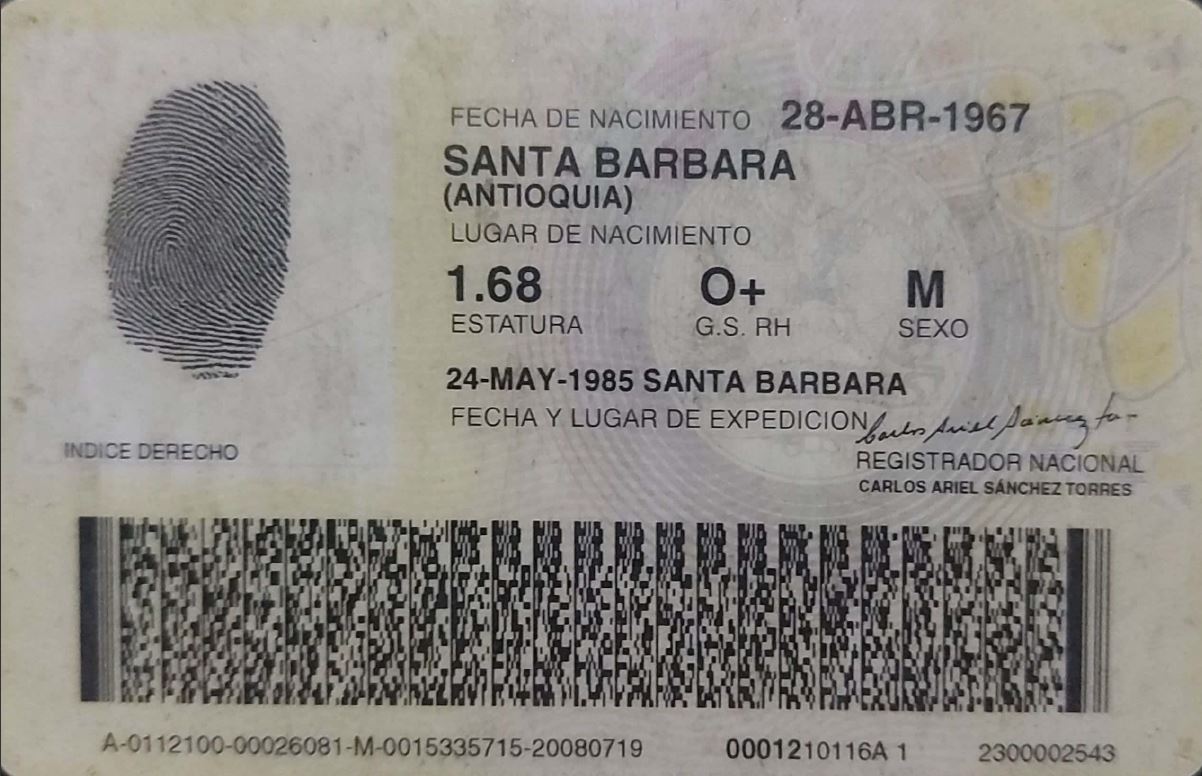 FECHA DE NACIMIENTO 28-ABR-1967
SANTA BARBARA
(ANTIOQUIA)
LUGAR DE NACIMIENTO
1.68 O+ M
ESTATURA G.S. RH SEXO
24-MAY-1985 SANTA BARBARA
FECHA Y LUGAR DE EXPEDICION
INDICE DERECHO
REGISTRADOR NACIONAL
CARLOS ARIEL SÁNCHEZ TORRES
A-0112100-00026081-M-0015335715-20080719 0001210116A 1 2300002543